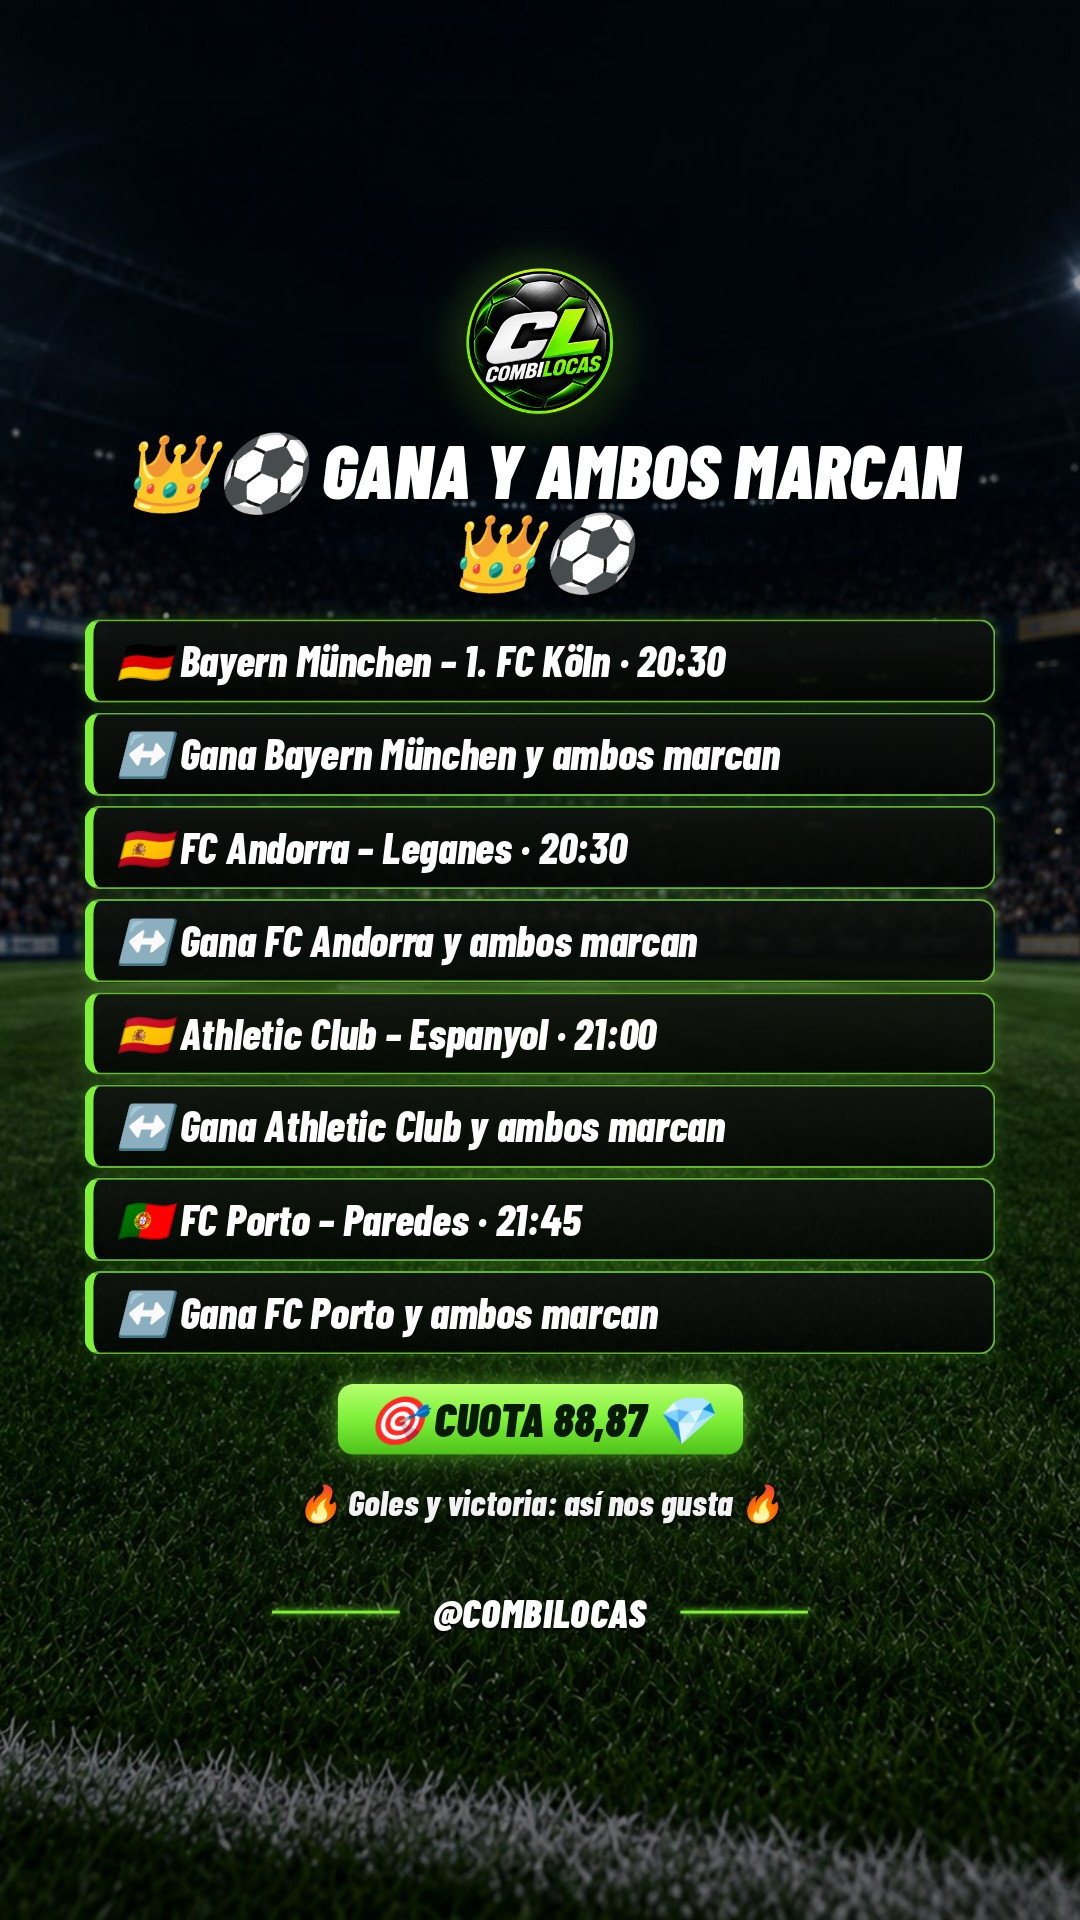 CL
COMBILOCAS
👑⚽ GANA Y AMBOS MARCAN
👑⚽
🇩🇪 Bayern München – 1. FC Köln · 20:30
↔️ Gana Bayern München y ambos marcan
🇪🇸 FC Andorra – Leganes · 20:30
↔️ Gana FC Andorra y ambos marcan
🇪🇸 Athletic Club – Espanyol · 21:00
↔️ Gana Athletic Club y ambos marcan
🇵🇹 FC Porto – Paredes · 21:45
↔️ Gana FC Porto y ambos marcan
🎯 CUOTA 88,87 💎
🔥 Goles y victoria: así nos gusta 🔥
@COMBILOCAS